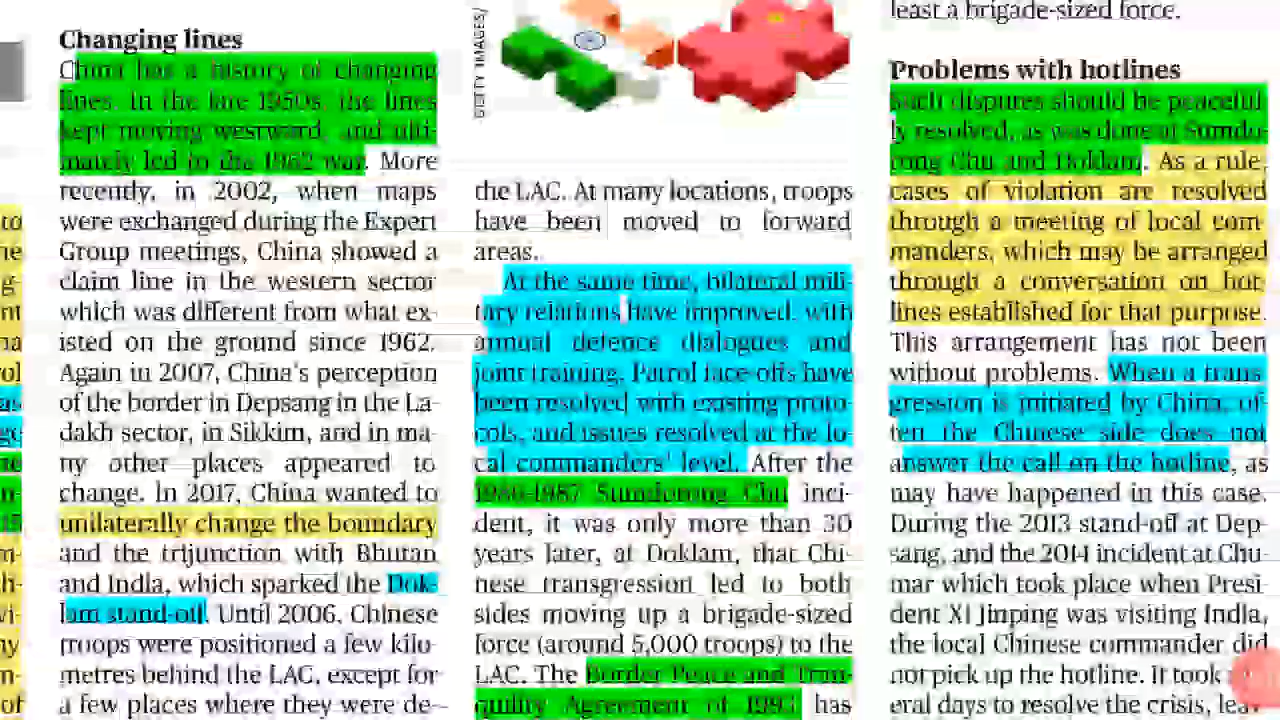 to
ne
g-
nt
na
rol
as
ge
ne
n-
15
m-
h-
vi-
ny
n-
of
Changing lines
China has a history of changing
lines. In the late 1950s, the lines
kept moving westward, and ulti-
mately led to the 1962 war. More
recently, in 2002, when maps
were exchanged during the Expert
Group meetings, China showed a
claim line in the western sector
which was different from what ex-
isted on the ground since 1962.
Again in 2007, China's perception
of the border in Depsang in the La-
dakh sector, in Sikkim, and in ma-
ny other places appeared to
change. In 2017, China wanted to
unilaterally change the boundary
and the trijunction with Bhutan
and India, which sparked the Dok-
lam stand-off. Until 2006, Chinese
troops were positioned a few kilo-
metres behind the LAC, except for
a few places where they were de-
GETTY IMAGES/
the LAC. At many locations, troops
have been moved to forward
areas.
At the same time, bilateral mili-
tary relations have improved, with
annual defence dialogues and
joint training. Patrol face-offs have
been resolved with existing proto-
cols, and issues resolved at the lo-
cal commanders' level. After the
1986-1987 Sumdorong Chu inci-
dent, it was only more than 30
years later, at Doklam, that Chi-
nese transgression led to both
sides moving up a brigade-sized
force (around 5,000 troops) to the
LAC. The Border Peace and Tran-
quility Agreement of 1993 has
least a brigade-sized force.
Problems with hotlines
Such disputes should be peaceful-
ly resolved, as was done at Sumdo-
rong Chu and Doklam. As a rule,
cases of violation are resolved
through a meeting of local com-
manders, which may be arranged
through a conversation on hot-
lines established for that purpose.
This arrangement has not been
without problems. When a trans-
gression is initiated by China, of-
ten the Chinese side does not
answer the call on the hotline, as
may have happened in this case.
During the 2013 stand-off at Dep-
sang, and the 2014 incident at Chu-
mar which took place when Presi-
dent Xi Jinping was visiting India,
the local Chinese commander did
not pick up the hotline. It took
eral days to resolve the crisis, leav-